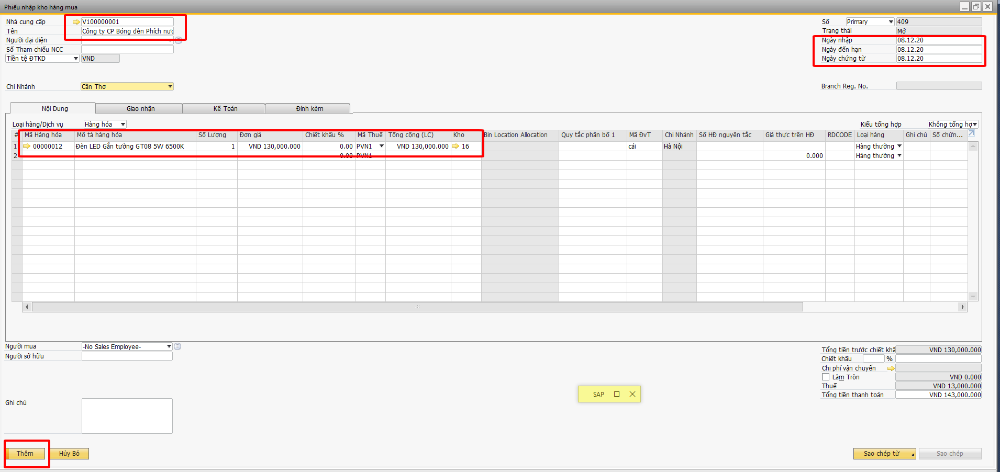 Phiếu nhập kho hàng mua
Nhà cung cấp V100000001 Số Primary 409
Tên Công ty CP Bóng đèn Phích nướ Trạng thái Mở
Người đại diện Ngày nhập 08.12.20
Số Tham chiếu NCC Ngày đến hạn 08.12.20
Tiền tệ ĐTKD VND Ngày chứng từ 08.12.20
Chi Nhánh Cần Thơ Branch Reg. No.
Nội Dung Giao nhận Kế Toán Đính kèm
Loại hàng/Dịch vụ Hàng hóa Kiểu tổng hợp Không tổng hợ
# Mã Hàng hóa Mô tả hàng hóa Số Lượng Đơn giá Chiết khấu % Mã Thuế Tổng cộng (LC) Kho Bin Location Allocation Quy tắc phân bổ 1 Mã ĐvT Chi Nhánh Số HĐ nguyên tắc Giá thực trên HĐ RDCODE Loại hàng Ghi chú Số chứn...
1 00000012 Đèn LED Gắn tường GT08 5W 6500K 1 VND 130,000.000 0.00 PVN1 VND 130,000.000 16 cái Hà Nội Hàng thường
2 0.00 PVN1 0.000 Hàng thường
Người mua -No Sales Employee- Tổng tiền trước chiết khấ VND 130,000.000
Người sở hữu Chiết khấu %
Chi phí vận chuyển
Làm Tròn VND 0.000
Thuế VND 13,000.000
SAP Tổng tiền thanh toán VND 143,000.000
Ghi chú
Thêm Hủy Bỏ Sao chép từ Sao chép